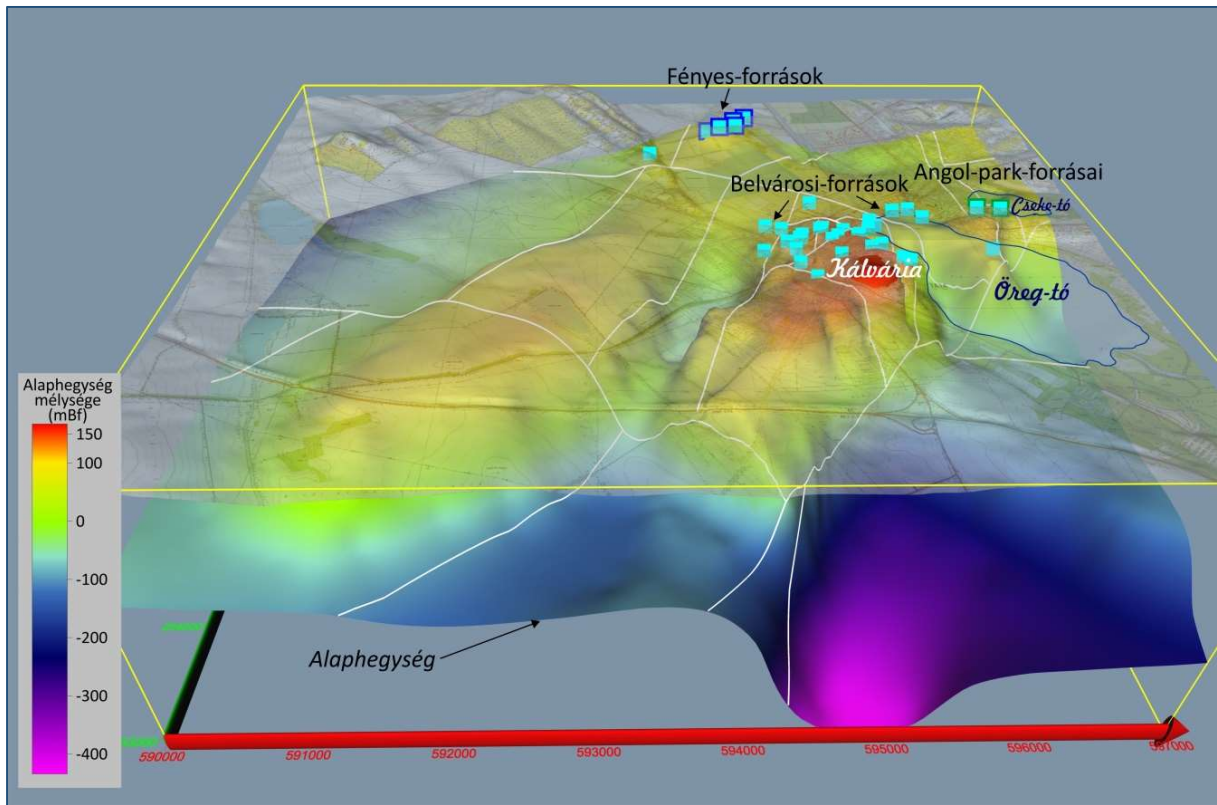 Fényes-források
Angol-park-forrásai
Belvárosi-források
Cseke-tó
Kálvária
Öreg-tó
Alaphegység
mélysége
(mBf)
150
100
0
-100
-200
-300
-400
Alaphegység
590000
591000
592000
593000
594000
595000
596000
597000